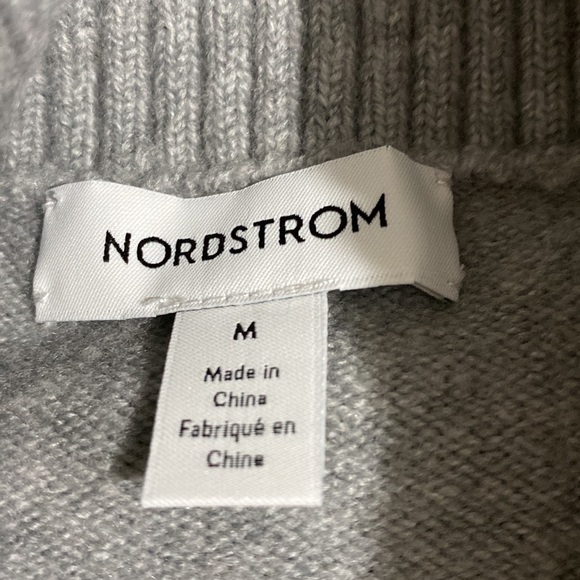 NORDSTROM
M
Made in
China
Fabriqué en
Chine